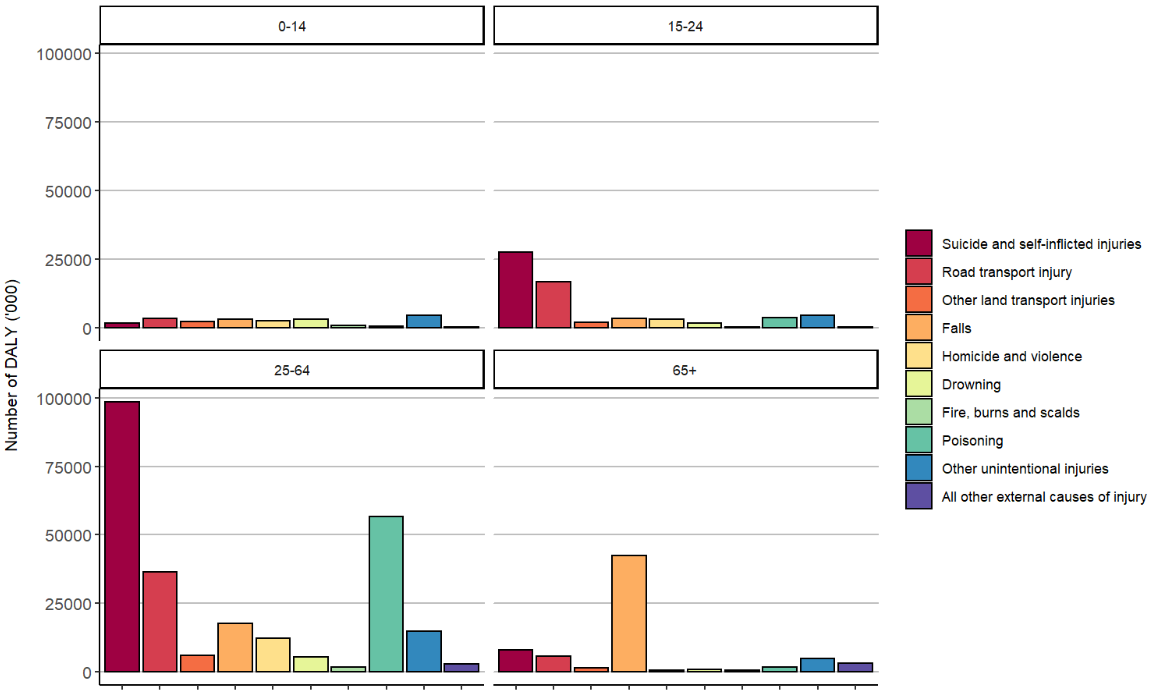 0-14
15-24
100000
75000
50000
25000
0
25-64
65+
100000
75000
50000
25000
0
Number of DALY ('000)
Suicide and self-inflicted injuries
Road transport injury
Other land transport injuries
Falls
Homicide and violence
Drowning
Fire, burns and scalds
Poisoning
Other unintentional injuries
All other external causes of injury